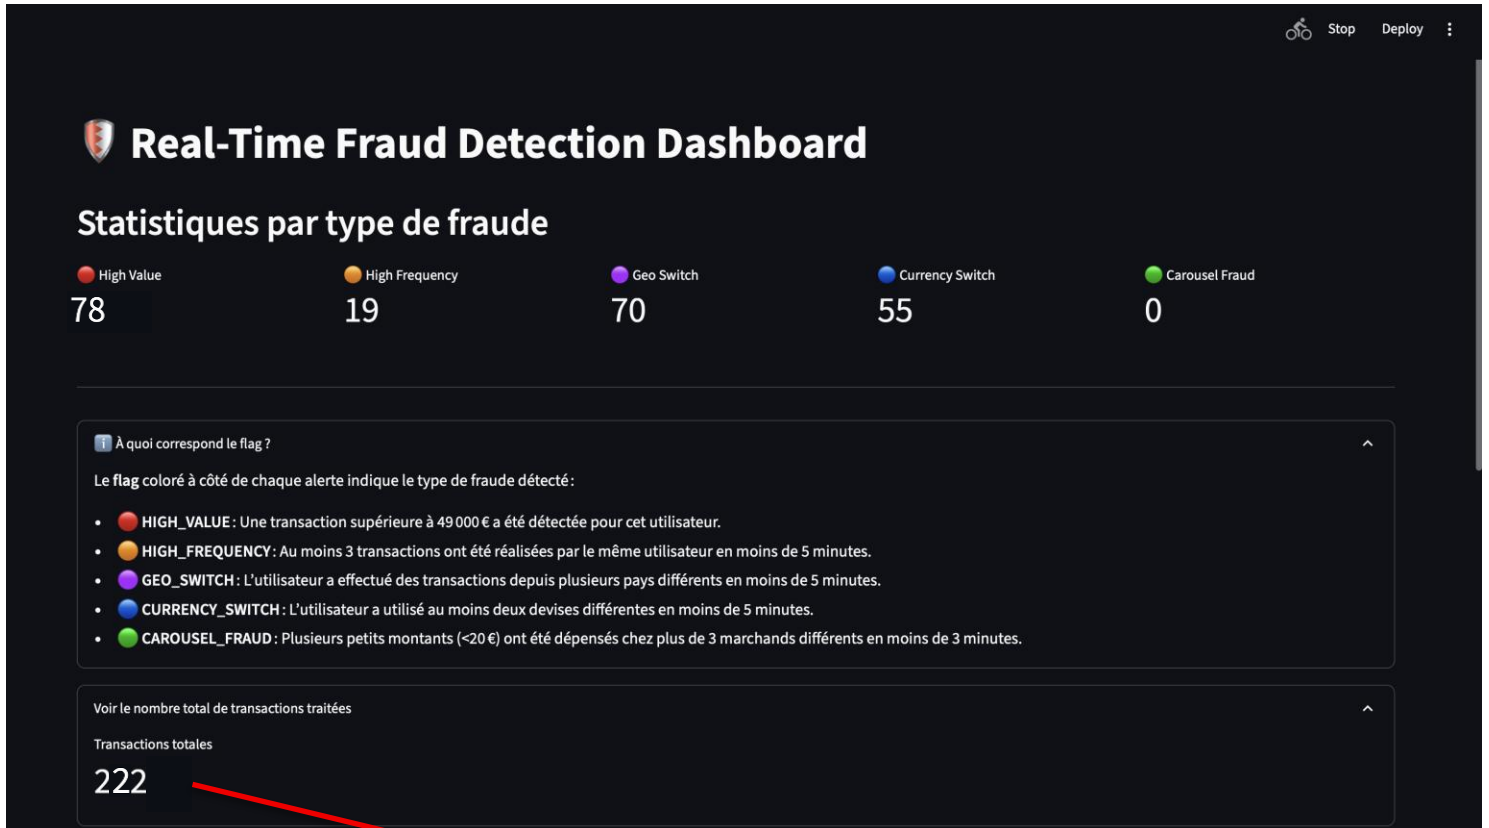 Stop Deploy
Real-Time Fraud Detection Dashboard
Statistiques par type de fraude
High Value High Frequency Geo Switch Currency Switch Carousel Fraud
78 19 70 55 0
À quoi correspond le flag ?
Le flag coloré à côté de chaque alerte indique le type de fraude détecté :
• HIGH_VALUE : Une transaction supérieure à 49 000 € a été détectée pour cet utilisateur.
• HIGH_FREQUENCY : Au moins 3 transactions ont été réalisées par le même utilisateur en moins de 5 minutes.
• GEO_SWITCH : L’utilisateur a effectué des transactions depuis plusieurs pays différents en moins de 5 minutes.
• CURRENCY_SWITCH : L’utilisateur a utilisé au moins deux devises différentes en moins de 5 minutes.
• CAROUSEL_FRAUD : Plusieurs petits montants (<20 €) ont été dépensés chez plus de 3 marchands différents en moins de 3 minutes.
Voir le nombre total de transactions traitées
Transactions totales
222